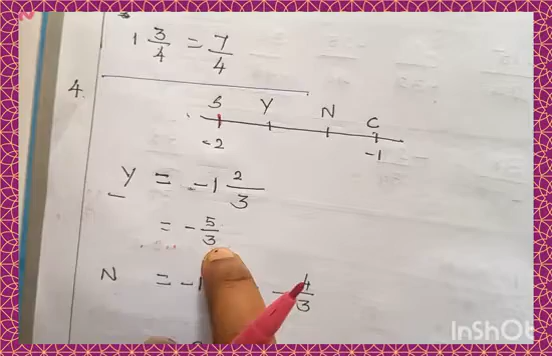 1 3/4 = 7/4
4.
S Y N C
-2 -1
Y = -1 2/3
= - 5/3
N = -1 - 4/3
InShOt